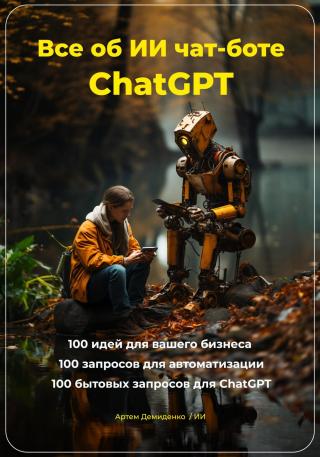 Все об ИИ чат-боте
ChatGPT
100 идей для вашего бизнеса
100 запросов для автоматизации
100 бытовых запросов для ChatGPT
Артем Демиденко / ИИ